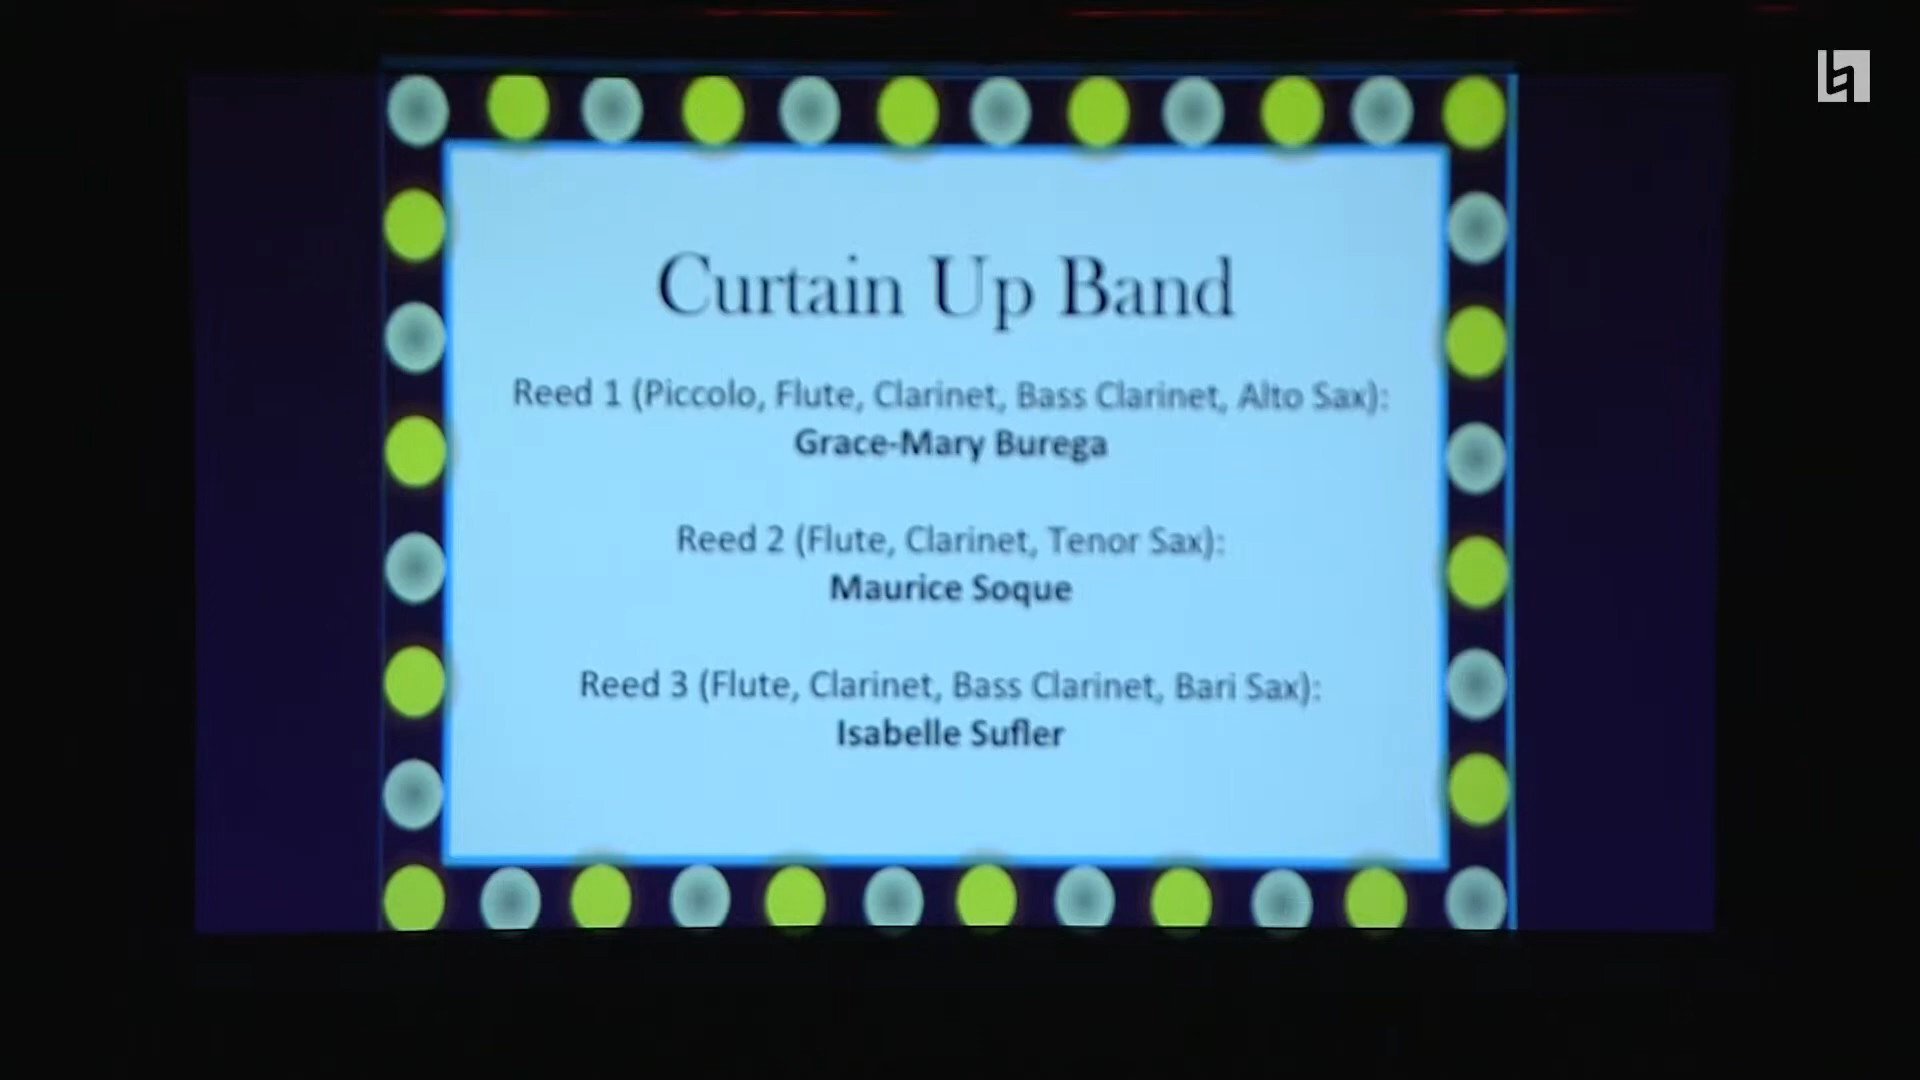 Curtain Up Band
Reed 1 (Piccolo, Flute, Clarinet, Bass Clarinet, Alto Sax):
Grace-Mary Burega
Reed 2 (Flute, Clarinet, Tenor Sax):
Maurice Soque
Reed 3 (Flute, Clarinet, Bass Clarinet, Bari Sax):
Isabelle Sufler